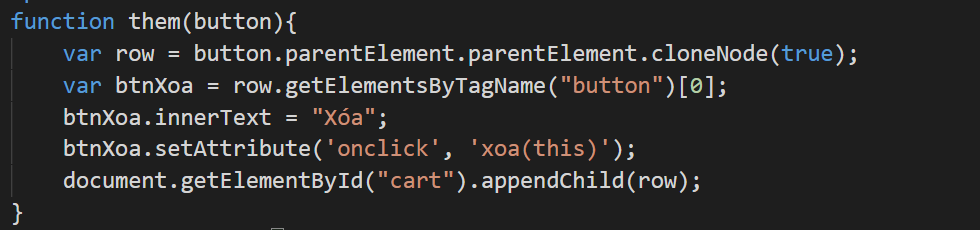 function them(button){
    var row = button.parentElement.parentElement.cloneNode(true);
    var btnXoa = row.getElementsByTagName("button")[0];
    btnXoa.innerText = "Xóa";
    btnXoa.setAttribute('onclick', 'xoa(this)');
    document.getElementById("cart").appendChild(row);
}